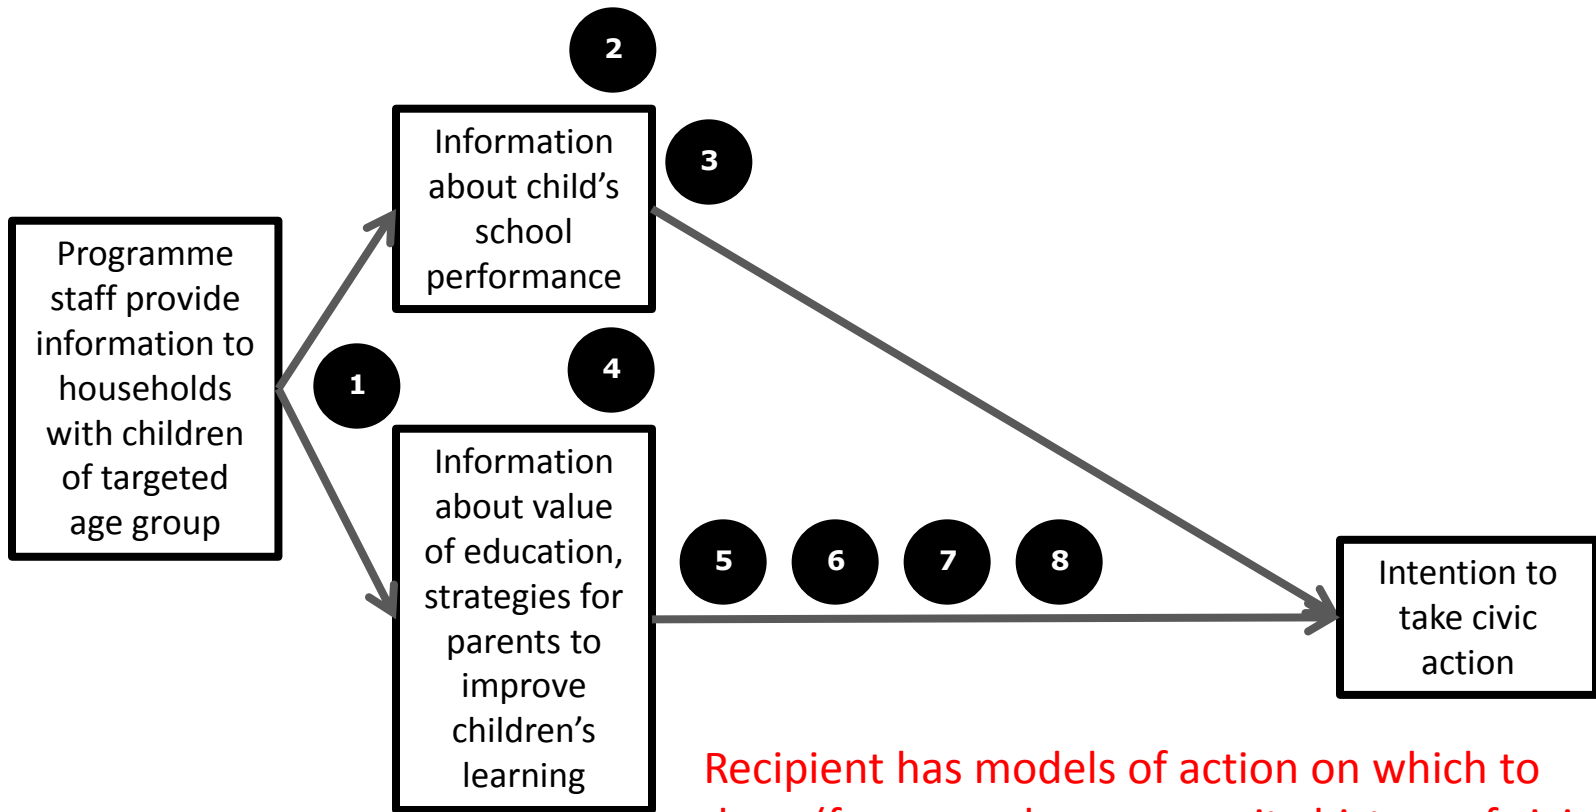 Programme
staff provide
information to
households
with children
of targeted
age group
1
2
Information
about child’s
school
performance
3
4
Information
about value
of education,
strategies for
parents to
improve
children’s
learning
5
6
7
8
Intention to
take civic
action
Recipient has models of action on which to